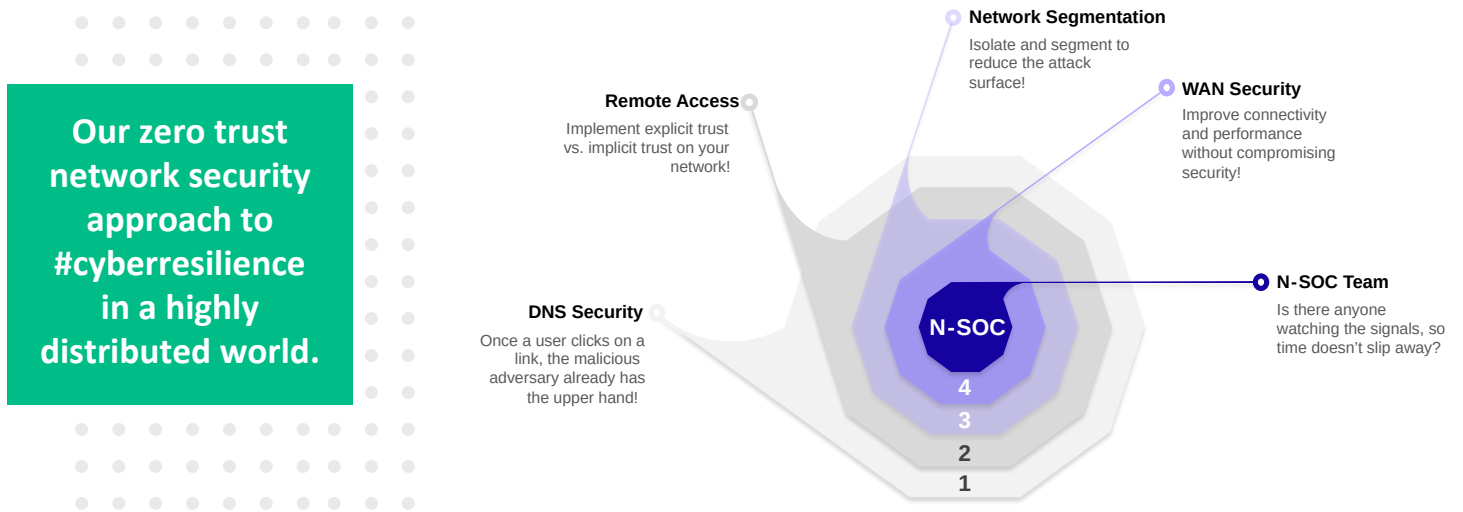 Our zero trust
network security
approach to
#cyberresilience
in a highly
distributed world.
Network Segmentation
Isolate and segment to
reduce the attack
surface!
Remote Access
Implement explicit trust
vs. implicit trust on your
network!
WAN Security
Improve connectivity
and performance
without compromising
security!
DNS Security
Once a user clicks on a
link, the malicious
adversary already has
the upper hand!
N-SOC Team
Is there anyone
watching the signals, so
time doesn't slip away?
N-SOC
4
3
2
1